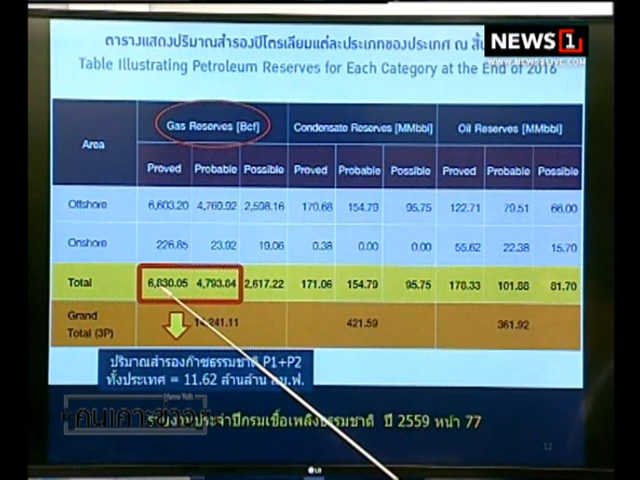 ตารางแสดงปริมาณสำรองปิโตรเลียมแต่ละประเภทของประเทศ ณ
NEWS 1
Table Illustrating Petroleum Reserves for Each Category at the End of 2016
Area Gas Reserves [Bcf] Condensate Reserves [MMbbl] Oil Reserves [MMbbl]
Proved Probable Possible Proved Probable Possible Proved Probable Possible
Offshore 6,603.20 4,769.92 2,598.16 170.68 154.79 95.75 122.71 79.51 66.00
Onshore 226.85 23.92 19.06 0.38 0.00 0.00 55.62 22.38 15.70
Total 6,830.05 4,793.84 2,617.22 171.06 154.79 95.75 178.33 101.88 81.70
Grand Total (3P) 14,241.11 421.59 361.92
ปริมาณสำรองก๊าซธรรมชาติ P1+P2
ทั้งประเทศ = 11.62 ล้านล้าน ลบ.ฟ.
คนเคาะข่าว
รายงานประจำปีกรมเชื้อเพลิงธรรมชาติ ปี 2559 หน้า 77
13
LG